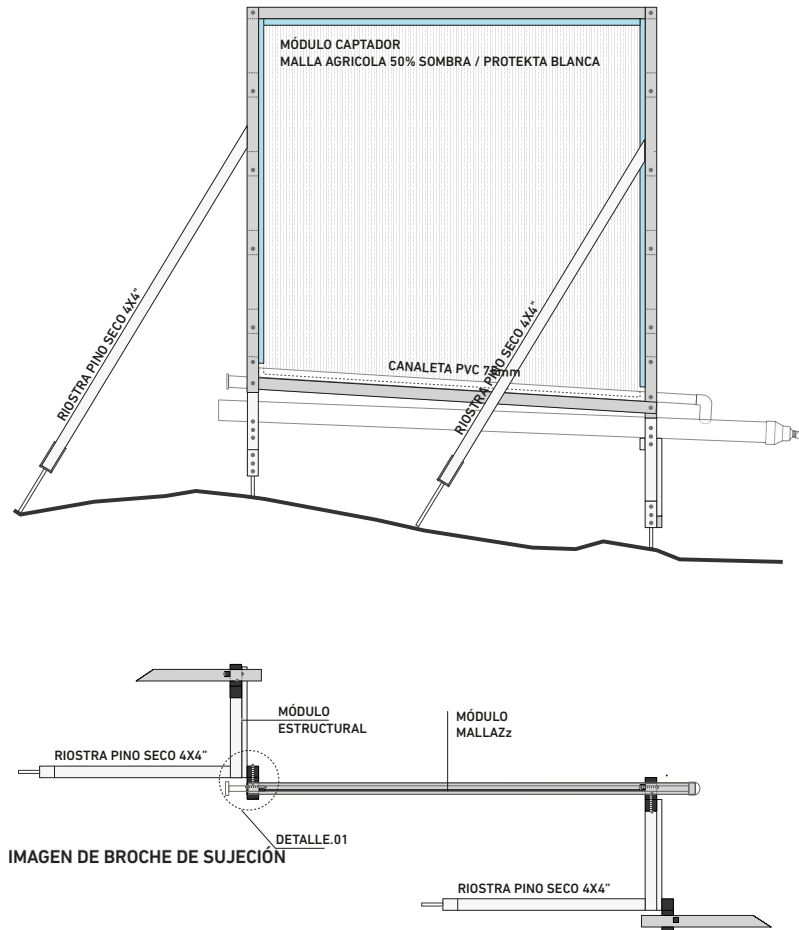 MÓDULO CAPTADOR
MALLA AGRICOLA 50% SOMBRA / PROTEKTA BLANCA
RIOSTRA PINO SECO 4X4"
RIOSTRA PINO SECO 4X4"
CANALETA PVC mm
MÓDULO
ESTRUCTURAL
MÓDULO
MALLAZz
RIOSTRA PINO SECO 4X4"
DETALLE.01
IMAGEN DE BROCHE DE SUJECIÓN
RIOSTRA PINO SECO 4X4"